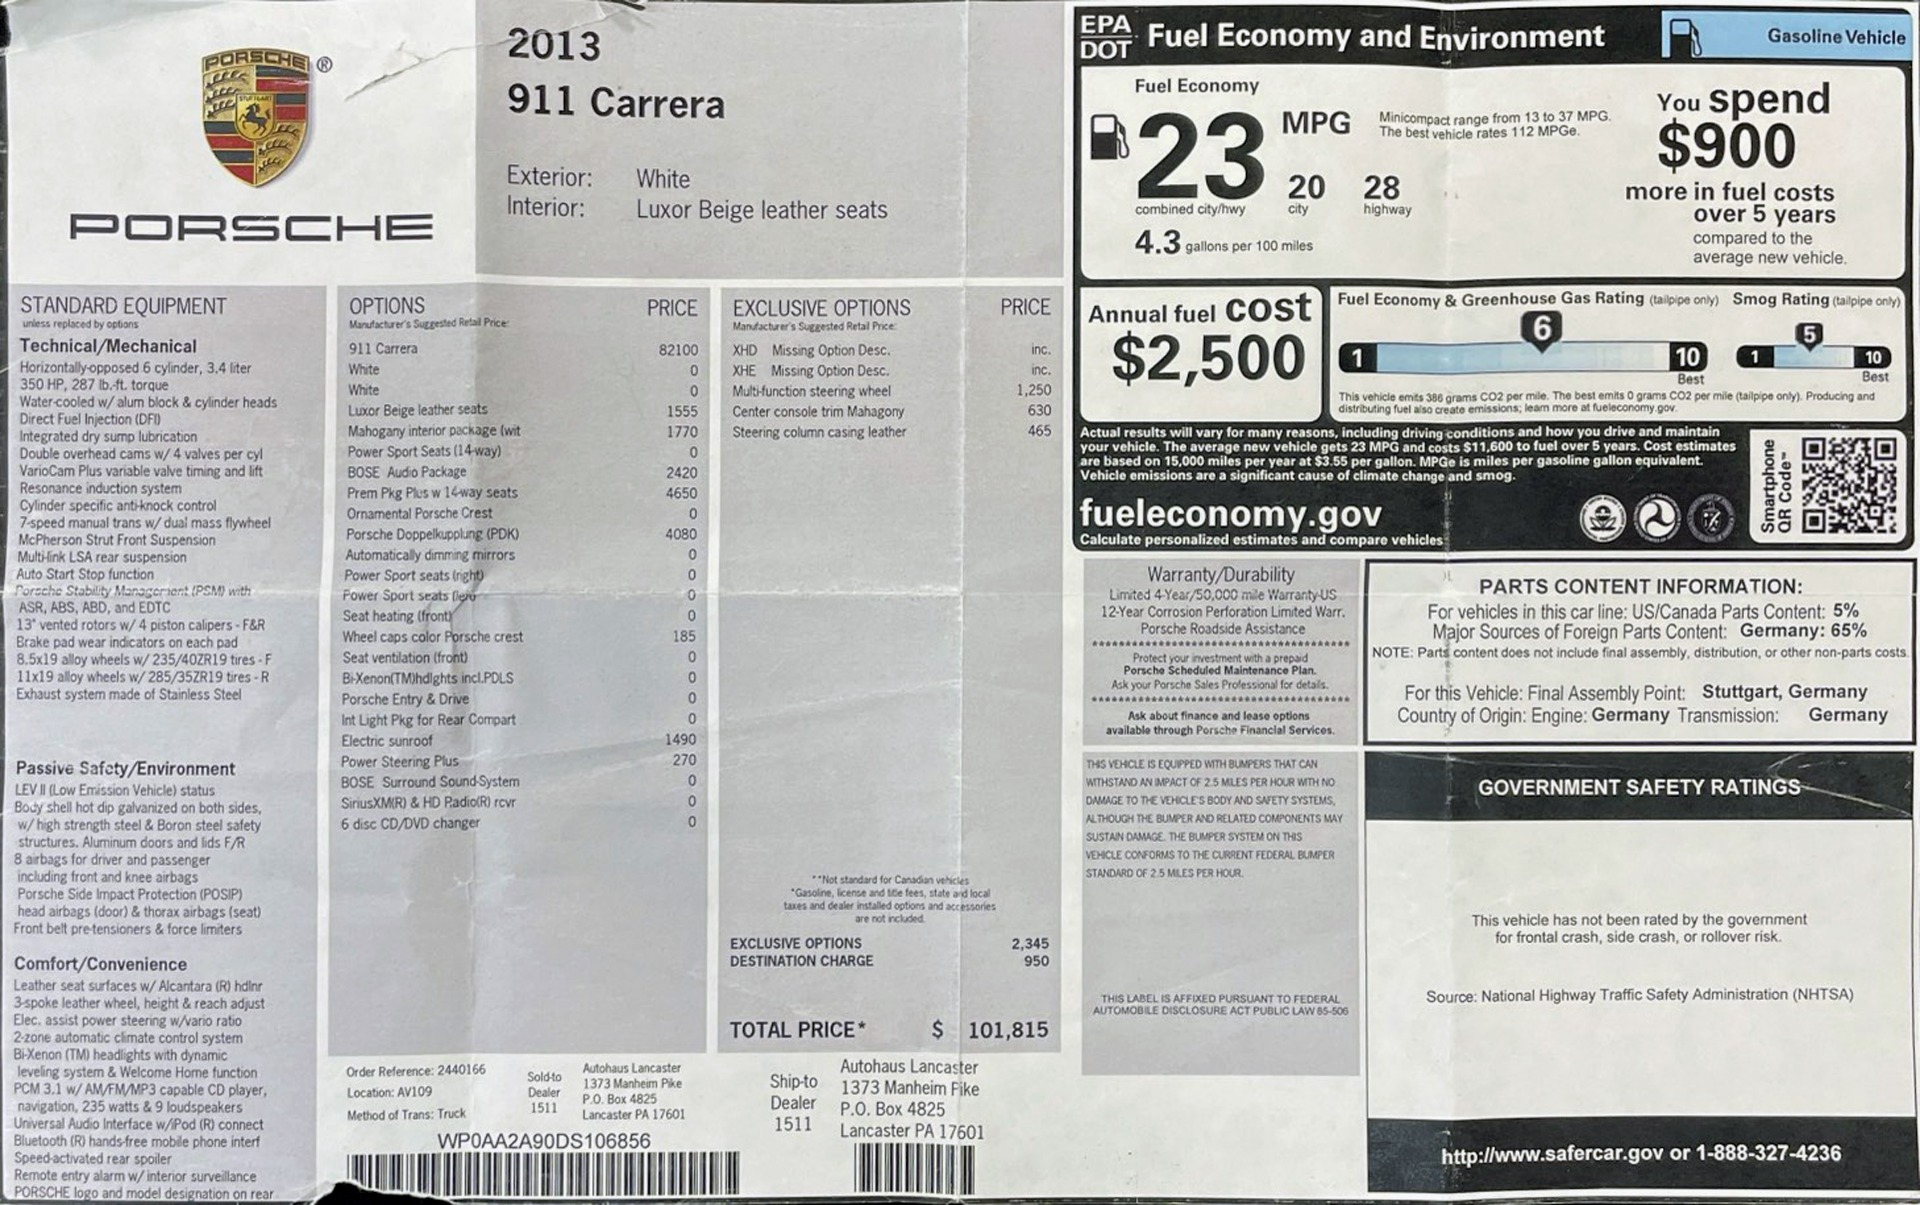 PORSCHE
STUTTGART
®
PORSCHE
2013
911 Carrera
Exterior: White
Interior: Luxor Beige leather seats
STANDARD EQUIPMENT
unless replaced by options
Technical/Mechanical
Horizontally-opposed 6 cylinder, 3.4 liter
350 HP, 287 lb.-ft. torque
Water-cooled w/ alum block & cylinder heads
Direct Fuel Injection (DFI)
Integrated dry sump lubrication
Double overhead cams w/ 4 valves per cyl
VarioCam Plus variable valve timing and lift
Resonance induction system
Cylinder specific anti-knock control
7-speed manual trans w/ dual mass flywheel
McPherson Strut Front Suspension
Multi-link LSA rear suspension
Auto Start Stop function
Porsche Stability Management (PSM) with
ASR, ABS, ABD, and EDTC
13" vented rotors w/ 4 piston calipers - F&R
Brake pad wear indicators on each pad
8.5x19 alloy wheels w/ 235/40ZR19 tires - F
11x19 alloy wheels w/ 285/35ZR19 tires - R
Exhaust system made of Stainless Steel
Passive Safety/Environment
LEV II (Low Emission Vehicle) status
Body shell hot dip galvanized on both sides,
w/ high strength steel & Boron steel safety
structures. Aluminum doors and lids F/R
8 airbags for driver and passenger
including front and knee airbags
Porsche Side Impact Protection (POSIP)
head airbags (door) & thorax airbags (seat)
Front belt pre-tensioners & force limiters
Comfort/Convenience
Leather seat surfaces w/ Alcantara (R) hdlnr
3-spoke leather wheel, height & reach adjust
Elec. assist power steering w/vario ratio
2-zone automatic climate control system
Bi-Xenon (TM) headlights with dynamic
leveling system & Welcome Home function
PCM 3.1 w/ AM/FM/MP3 capable CD player,
navigation, 235 watts & 9 loudspeakers
Universal Audio Interface w/iPod (R) connect
Bluetooth (R) hands-free mobile phone interf
Speed-activated rear spoiler
Remote entry alarm w/ interior surveillance
PORSCHE logo and model designation on rear
OPTIONS PRICE
Manufacturer's Suggested Retail Price:
911 Carrera 82100
White 0
White 0
Luxor Beige leather seats 1555
Mahogany interior package (wit 1770
Power Sport Seats (14-way) 0
BOSE Audio Package 2420
Prem Pkg Plus w 14-way seats 4650
Ornamental Porsche Crest 0
Porsche Doppelkupplung (PDK) 4080
Automatically dimming mirrors 0
Power Sport seats (right) 0
Power Sport seats (left) 0
Seat heating (front) 0
Wheel caps color Porsche crest 185
Seat ventilation (front) 0
Bi-Xenon(TM)hdlghts incl.PDLS 0
Porsche Entry & Drive 0
Int Light Pkg for Rear Compart 0
Electric sunroof 1490
Power Steering Plus 270
BOSE Surround Sound-System 0
SiriusXM(R) & HD Radio(R) rcvr 0
6 disc CD/DVD changer 0
EXCLUSIVE OPTIONS PRICE
Manufacturer's Suggested Retail Price:
XHD Missing Option Desc. inc.
XHE Missing Option Desc. inc.
Multi-function steering wheel 1,250
Center console trim Mahagony 630
Steering column casing leather 465
**Not standard for Canadian vehicles
*Gasoline, license and title fees, state and local
taxes and dealer installed options and accessories
are not included.
EXCLUSIVE OPTIONS 2,345
DESTINATION CHARGE 950
TOTAL PRICE* $ 101,815
Order Reference: 2440166
Location: AV109
Method of Trans: Truck
Sold-to
Dealer
1511
Autohaus Lancaster
1373 Manheim Pike
P.O. Box 4825
Lancaster PA 17601
WP0AA2A90DS106856
Ship-to
Dealer
1511
Autohaus Lancaster
1373 Manheim Pike
P.O. Box 4825
Lancaster PA 17601
EPA
DOT
Fuel Economy and Environment
Gasoline Vehicle
Fuel Economy
23 MPG
combined city/hwy
20
city
28
highway
4.3 gallons per 100 miles
Minicompact range from 13 to 37 MPG.
The best vehicle rates 112 MPGe.
You spend
$900
more in fuel costs
over 5 years
compared to the
average new vehicle.
Annual fuel cost
$2,500
Fuel Economy & Greenhouse Gas Rating (tailpipe only)
1
6
10
Best
Smog Rating (tailpipe only)
1
5
10
Best
This vehicle emits 386 grams CO2 per mile. The best emits 0 grams CO2 per mile (tailpipe only). Producing and
distributing fuel also create emissions; learn more at fueleconomy.gov.
Actual results will vary for many reasons, including driving conditions and how you drive and maintain
your vehicle. The average new vehicle gets 23 MPG and costs $11,600 to fuel over 5 years. Cost estimates
are based on 15,000 miles per year at $3.55 per gallon. MPGe is miles per gasoline gallon equivalent.
Vehicle emissions are a significant cause of climate change and smog.
fueleconomy.gov
Calculate personalized estimates and compare vehicles
Smartphone
QR Code™
Warranty/Durability
Limited 4-Year/50,000 mile Warranty-US
12-Year Corrosion Perforation Limited Warr.
Porsche Roadside Assistance
Protect your investment with a prepaid
Porsche Scheduled Maintenance Plan.
Ask your Porsche Sales Professional for details.
Ask about finance and lease options
available through Porsche Financial Services.
PARTS CONTENT INFORMATION:
For vehicles in this car line: US/Canada Parts Content: 5%
Major Sources of Foreign Parts Content: Germany: 65%
NOTE: Parts content does not include final assembly, distribution, or other non-parts costs.
For this Vehicle: Final Assembly Point: Stuttgart, Germany
Country of Origin: Engine: Germany Transmission: Germany
THIS VEHICLE IS EQUIPPED WITH BUMPERS THAT CAN
WITHSTAND AN IMPACT OF 2.5 MILES PER HOUR WITH NO
DAMAGE TO THE VEHICLE'S BODY AND SAFETY SYSTEMS,
ALTHOUGH THE BUMPER AND RELATED COMPONENTS MAY
SUSTAIN DAMAGE. THE BUMPER SYSTEM ON THIS
VEHICLE CONFORMS TO THE CURRENT FEDERAL BUMPER
STANDARD OF 2.5 MILES PER HOUR.
THIS LABEL IS AFFIXED PURSUANT TO FEDERAL
AUTOMOBILE DISCLOSURE ACT PUBLIC LAW 85-506
GOVERNMENT SAFETY RATINGS
This vehicle has not been rated by the government
for frontal crash, side crash, or rollover risk.
Source: National Highway Traffic Safety Administration (NHTSA)
http://www.safercar.gov or 1-888-327-4236